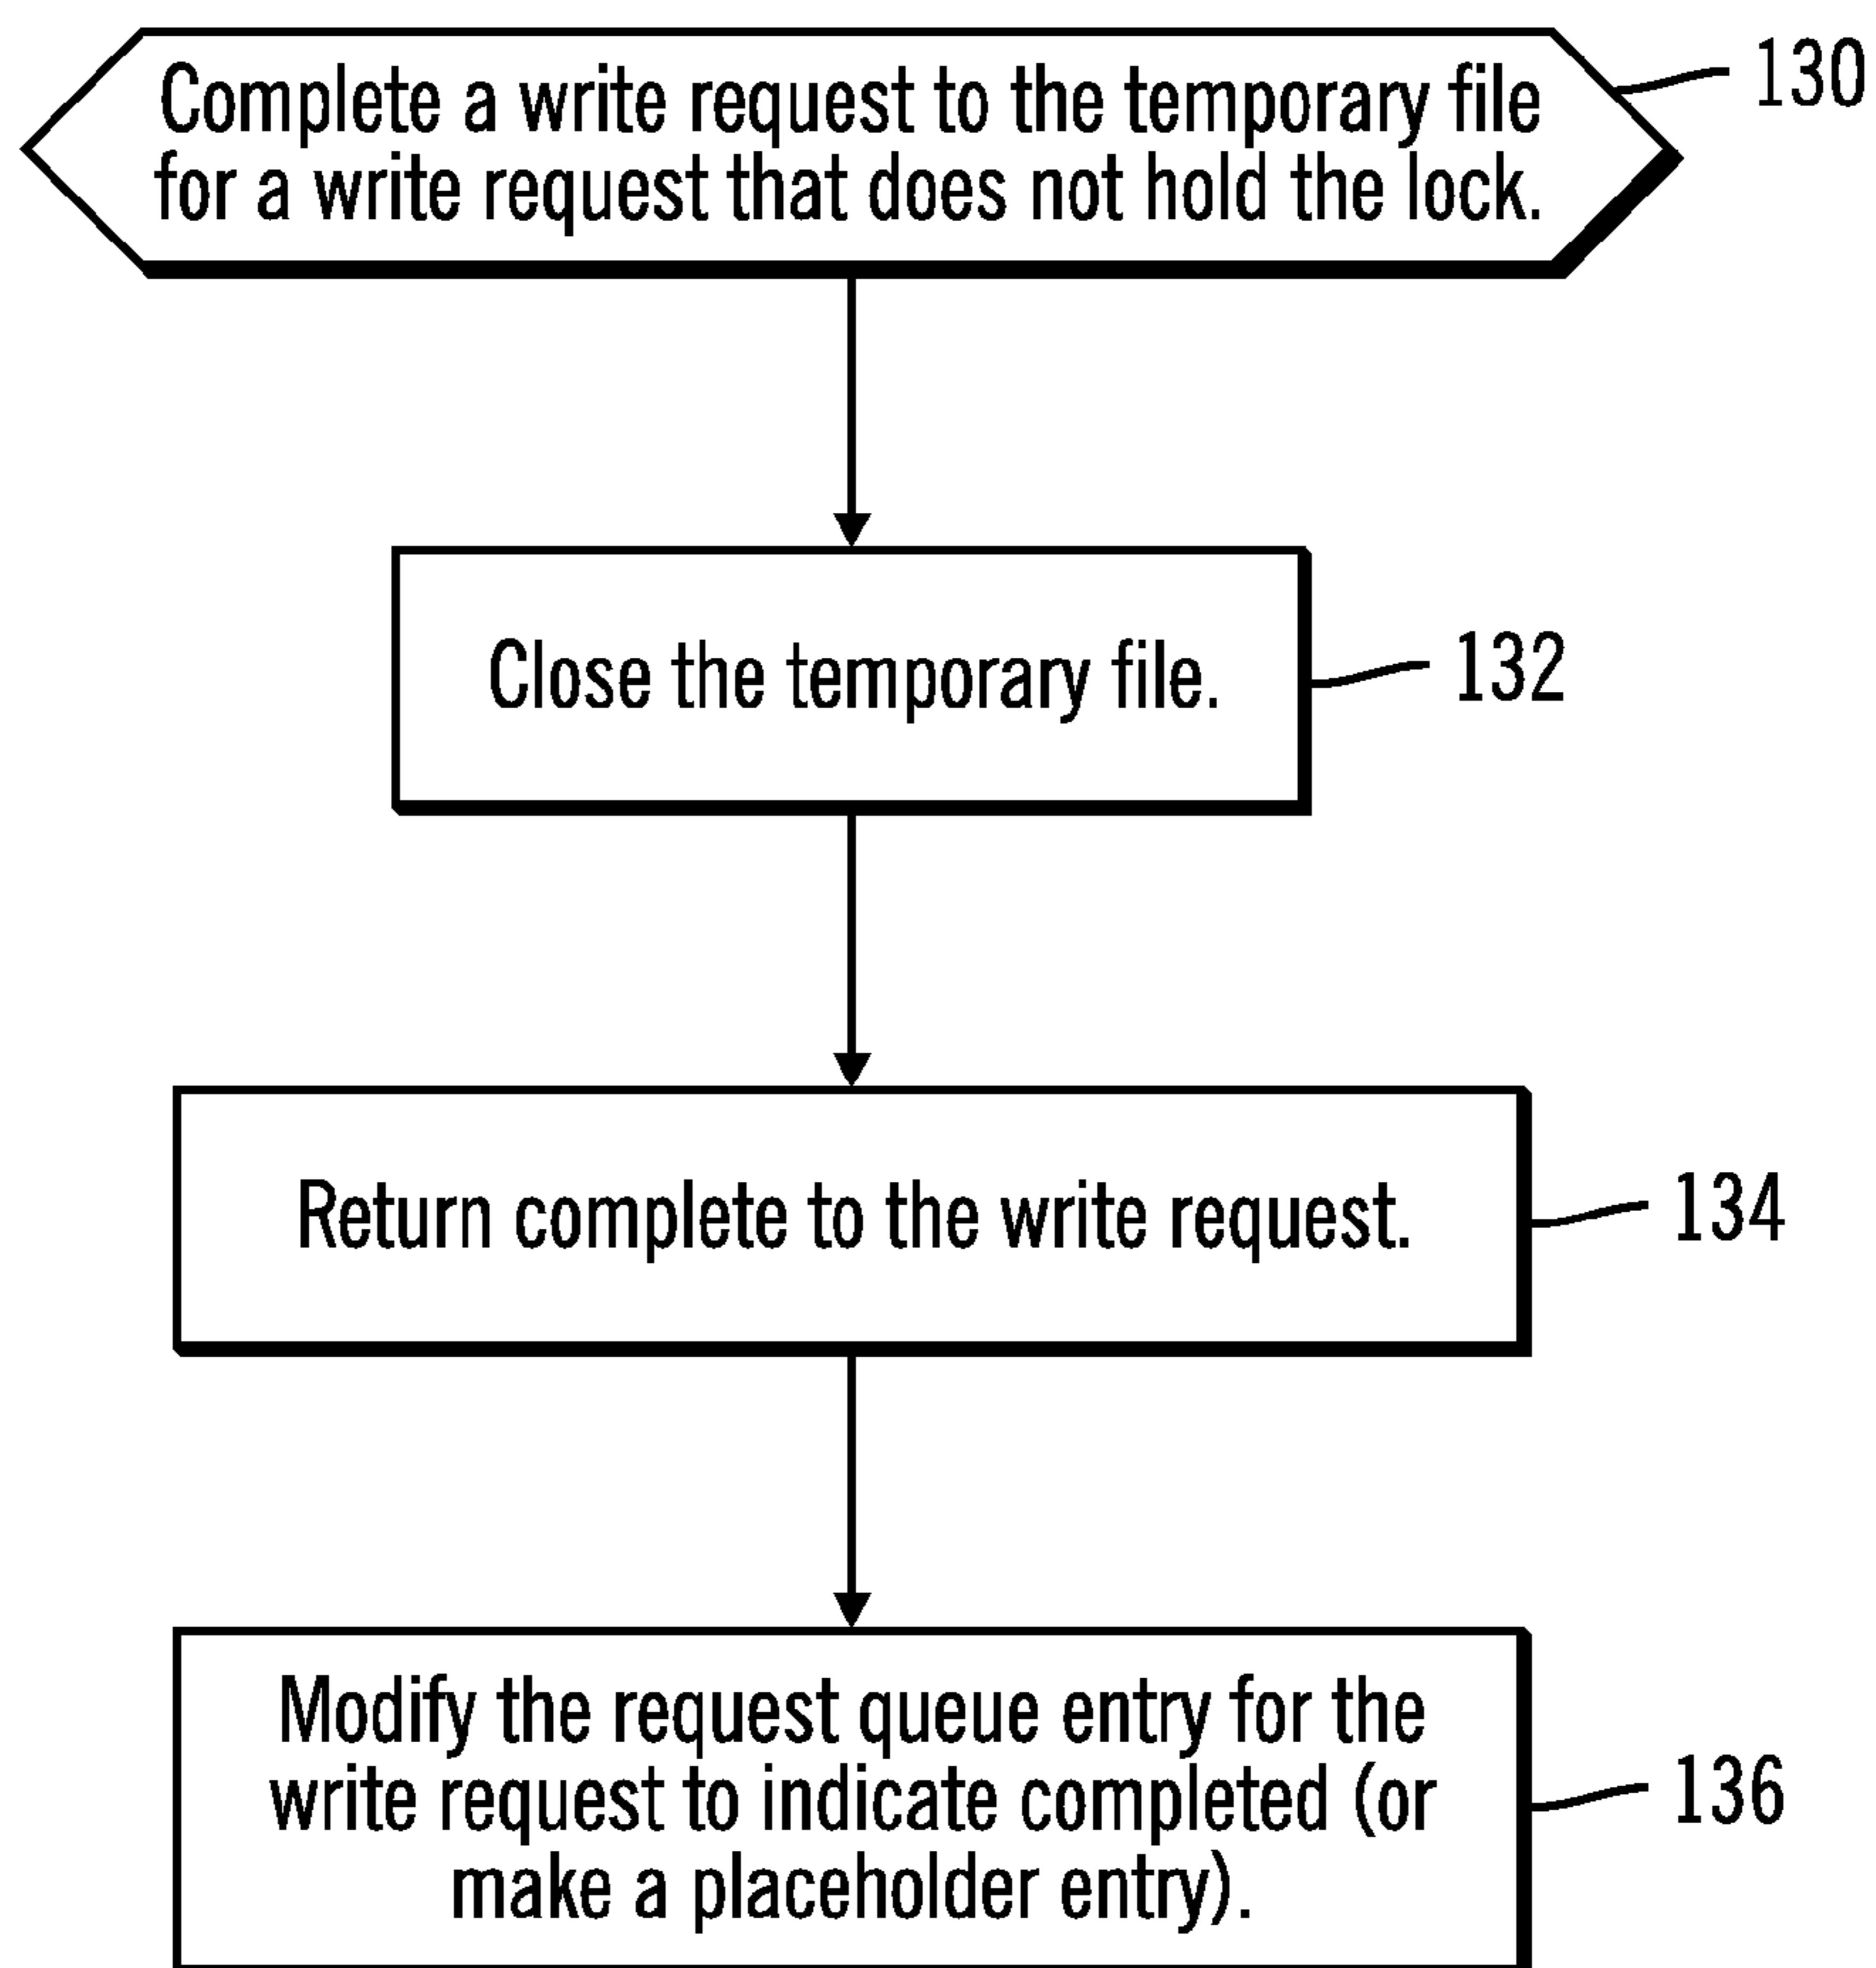 Complete a write request to the temporary file
for a write request that does not hold the lock.
130
Close the temporary file.
132
Return complete to the write request.
134
Modify the request queue entry for the
write request to indicate completed (or
make a placeholder entry).
136